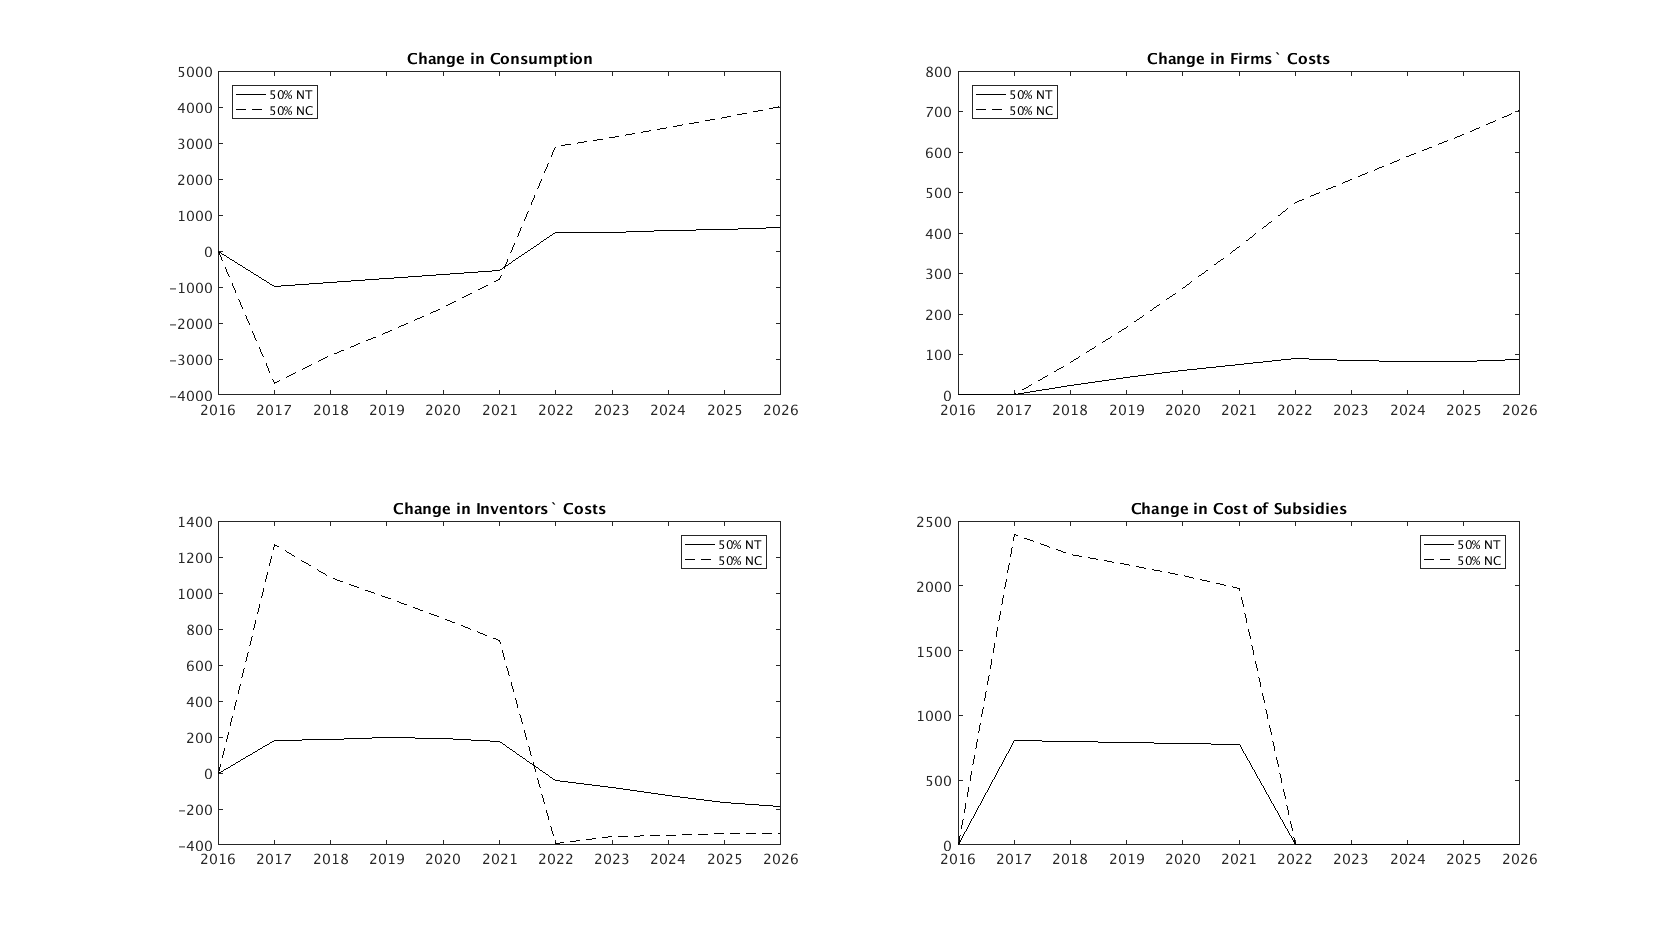 Change in Consumption
5000
4000
3000
2000
1000
0
−1000
−2000
−3000
−4000
50% NT
50% NC
2016 2017 2018 2019 2020 2021 2022 2023 2024 2025 2026
Change in Firms` Costs
800
700
600
500
400
300
200
100
0
50% NT
50% NC
2016 2017 2018 2019 2020 2021 2022 2023 2024 2025 2026
Change in Inventors` Costs
1400
1200
1000
800
600
400
200
0
−200
−400
50% NT
50% NC
2016 2017 2018 2019 2020 2021 2022 2023 2024 2025 2026
Change in Cost of Subsidies
2500
2000
1500
1000
500
0
50% NT
50% NC
2016 2017 2018 2019 2020 2021 2022 2023 2024 2025 2026